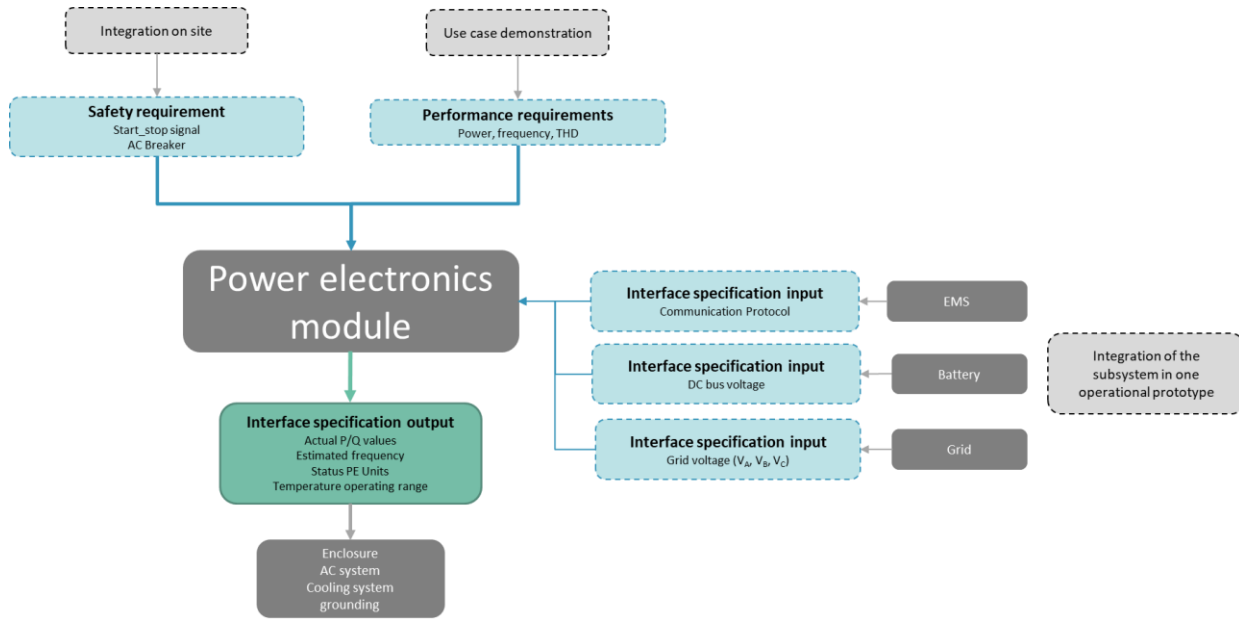 Integration on site
Use case demonstration
Safety requirement
Start_stop signal
AC Breaker
Performance requirements
Power, frequency, THD
Power electronics
module
Interface specification input
Communication Protocol
EMS
Interface specification input
DC bus voltage
Battery
Integration of the
subsystem in one
operational prototype
Interface specification input
Grid voltage (VA, VB, VC)
Grid
Interface specification output
Actual P/Q values
Estimated frequency
Status PE Units
Temperature operating range
Enclosure
AC system
Cooling system
grounding